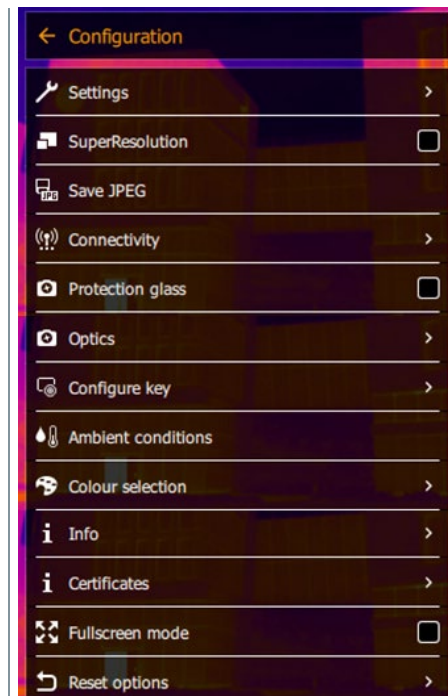 Configuration
Settings
SuperResolution
JPG Save JPEG
Connectivity
Protection glass
Optics
Configure key
Ambient conditions
Colour selection
Info
Certificates
Fullscreen mode
Reset options